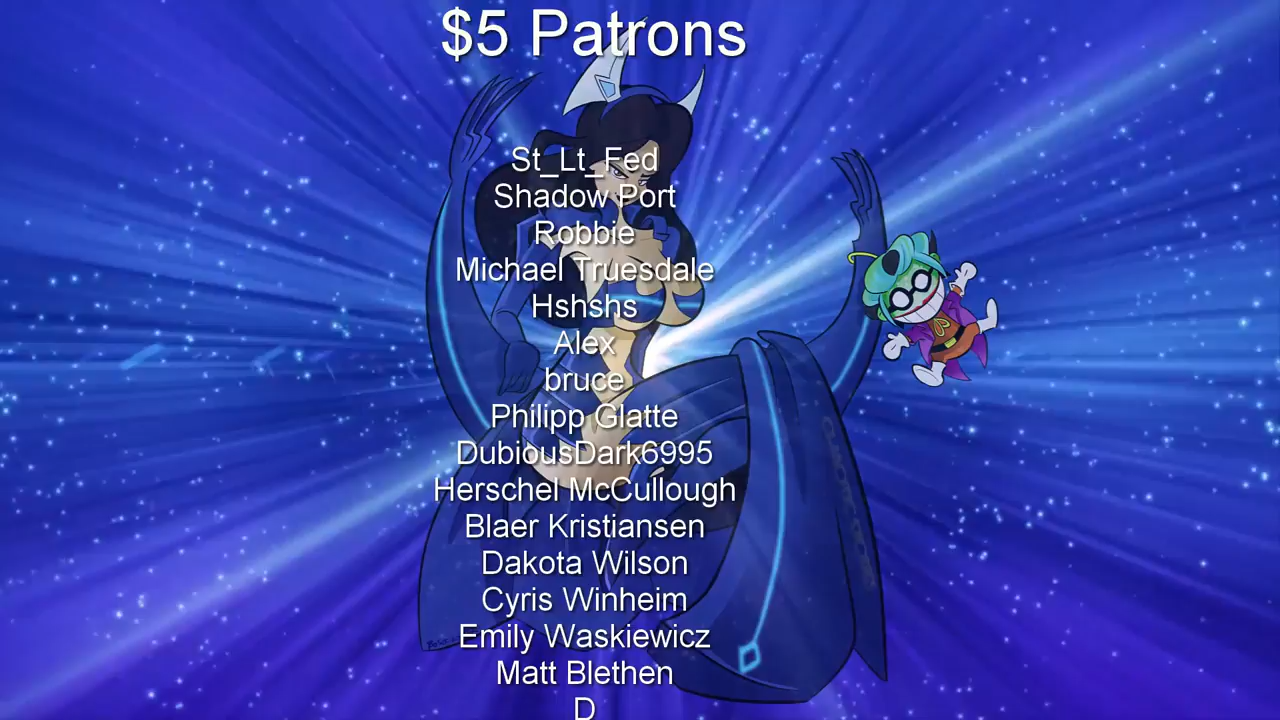 $5 Patrons
St_Lt_Fed
Shadow Port
Robbie
Michael Truesdale
Hshshs
Alex
bruce
Philipp Glatte
DubiousDark6995
Herschel McCullough
Blaer Kristiansen
Dakota Wilson
Cyris Winheim
Emily Waskiewicz
Matt Blethen
D